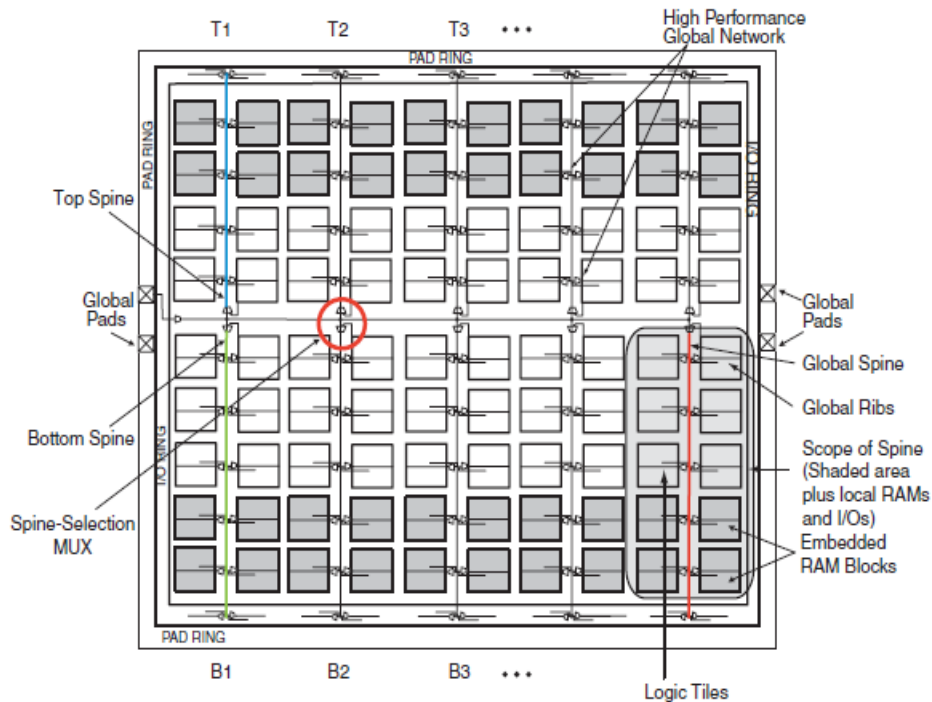 T1 T2 T3 •••
High Performance
Global Network
PAD RING
PAD RING
I/O RING
Top Spine
Global
Pads
Global
Pads
Global Spine
Global Ribs
Bottom Spine
I/O RING
Scope of Spine
(Shaded area
plus local RAMs
and I/Os)
Spine-Selection
MUX
Embedded
RAM Blocks
PAD RING
B1 B2 B3 •••
Logic Tiles